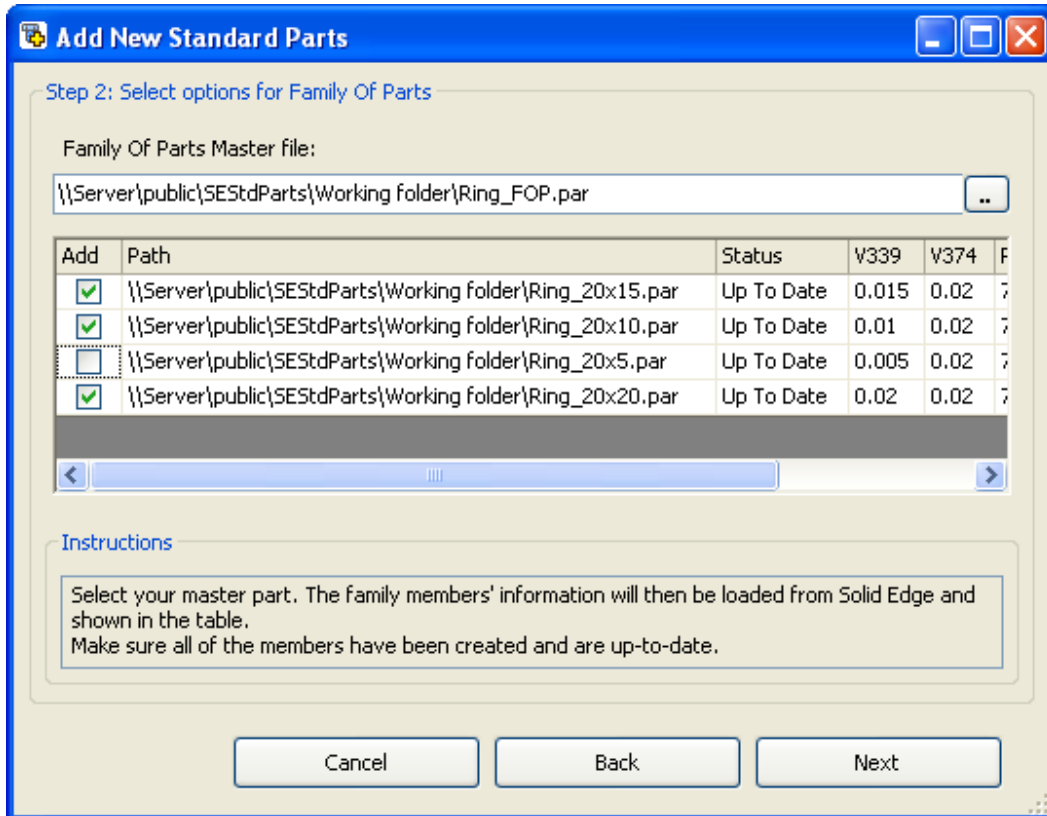 Add New Standard Parts
Step 2: Select options for Family Of Parts
Family Of Parts Master file:
\\Server\public\SEStdParts\Working folder\Ring_FOP.par
..
Add Path Status V339 V374
\\Server\public\SEStdParts\Working folder\Ring_20x15.par Up To Date 0.015 0.02
\\Server\public\SEStdParts\Working folder\Ring_20x10.par Up To Date 0.01 0.02
\\Server\public\SEStdParts\Working folder\Ring_20x5.par Up To Date 0.005 0.02
\\Server\public\SEStdParts\Working folder\Ring_20x20.par Up To Date 0.02 0.02
Instructions
Select your master part. The family members' information will then be loaded from Solid Edge and
shown in the table.
Make sure all of the members have been created and are up-to-date.
Cancel Back Next